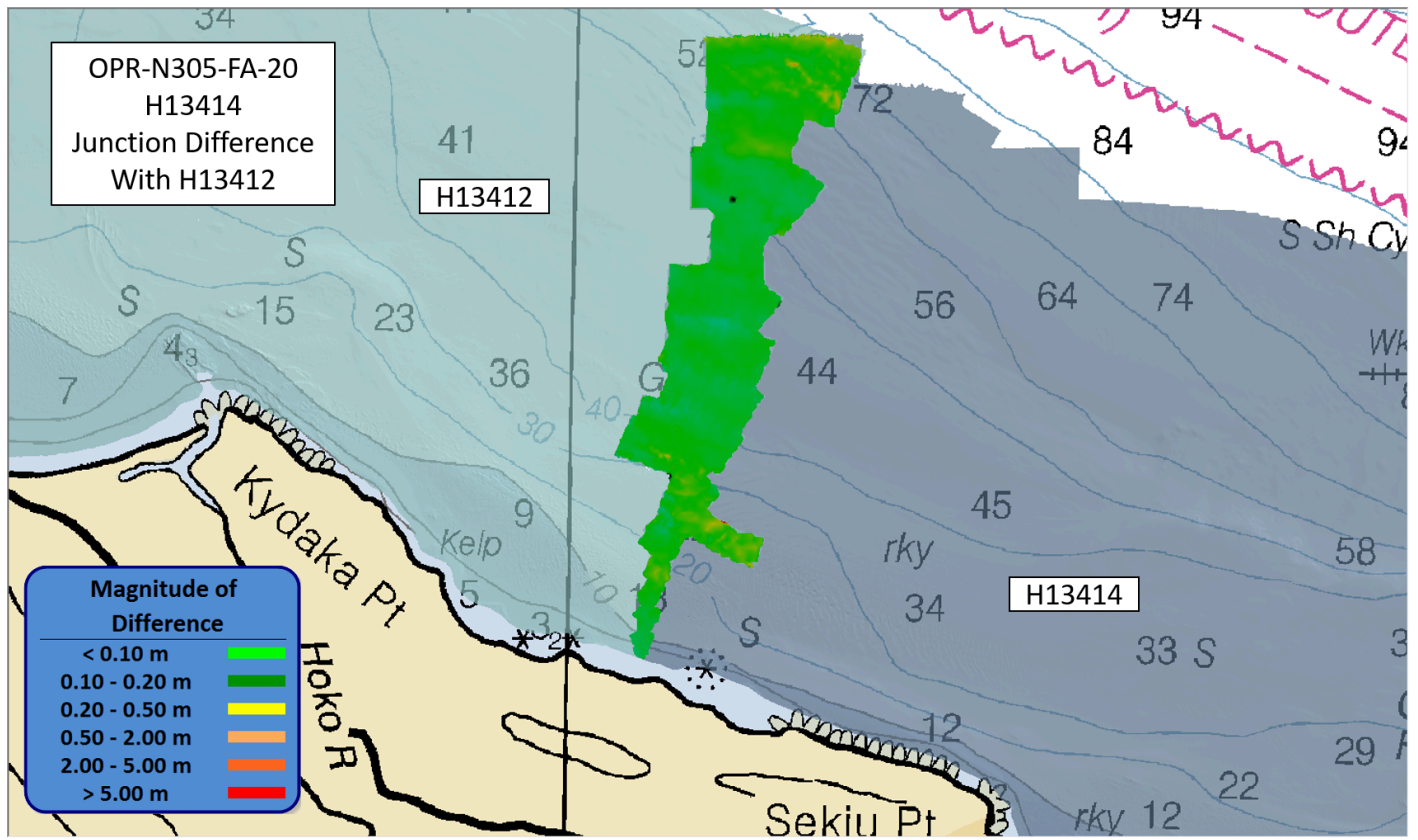 OPR-N305-FA-20
H13414
Junction Difference
With H13412
34
41
52
94
72
84
94
41
H13412
S
S
15
23
4₃
7
36
G
40
30
44
56
64
74
S Sh Cy
Wk
9
Kelp
5
10
20
3₂
S
45
rky
34
58
H13414
33 S
Kydaka Pt
Hoko R
12
29
22
rky 12
Sekiu Pt
Magnitude of
Difference
< 0.10 m
0.10 - 0.20 m
0.20 - 0.50 m
0.50 - 2.00 m
2.00 - 5.00 m
> 5.00 m